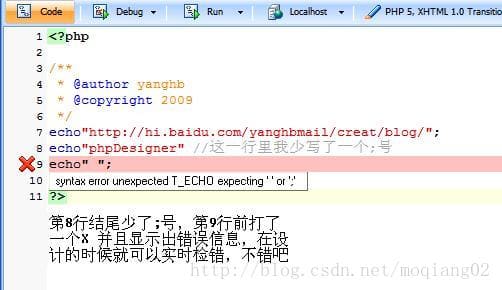 Code Debug Run Localhost PHP 5, XHTML 1.0 Transitio
1 <?php
2
3 /**
4 * @author yanghb
5 * @copyright 2009
6 */
7 echo"http://hi.baidu.com/yanghbmail/creat/blog/";
8 echo"phpDesigner" //这一行里我少写了一个;号
9 echo" ";
10 syntax error unexpected T_ECHO expecting ' ' or ';'
11 ?>
第8行结尾少了;号，第9行前打了
一个X 并且显示出错误信息，在设
计的时候就可以实时检错，不错吧
http://blog.csdn.net/moqiang02